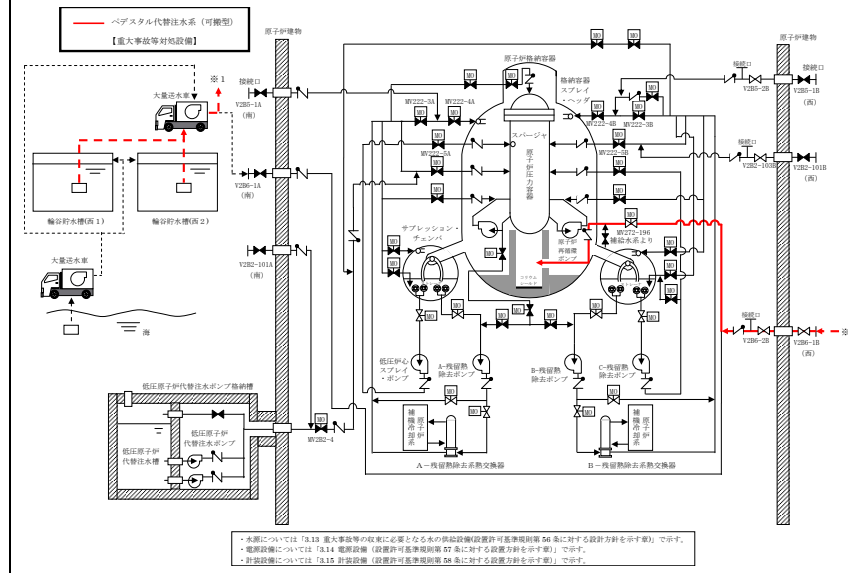 ペデスタル代替注水系（可搬型）
【重大事故等対処設備】
原子炉建物
原子炉建物
※1
大量送水車
接続口
V2B5-1A
(南)
V2B6-1A
(南)
V2B2-101A
(南)
輪谷貯水槽(西1)
輪谷貯水槽(西2)
大量送水車
海
原子炉格納容器
格納容器
スプレイ・
ヘッダ
MV222-3A
MV222-4A
MV222-5A
MV222-4B
MV222-3B
MV222-5B
スパージャ
原子炉圧力容器
サプレッション・
チェンバ
原子炉
再循環
ポンプ
MV272-196
補給水系より
コリウム
シールド
接続口
V2B5-2B
接続口
V2B5-1B
(西)
接続口
V2B2-103B
V2B2-101B
(西)
接続口
V2B6-2B
V2B6-1B
(西)
※
低圧炉心
スプレイ
・ポンプ
A-残留熱
除去ポンプ
B-残留熱
除去ポンプ
C-残留熱
除去ポンプ
低圧原子炉代替注水ポンプ格納槽
低圧原子炉
代替注水ポンプ
低圧原子炉
代替注水槽
MV2B2-4
原子炉
補機冷却系
原子炉
補機冷却系
A－残留熱除去系熱交換器
B－残留熱除去系熱交換器
・水源については「3.13 重大事故等の収束に必要となる水の供給設備(設置許可基準規則第56条に対する設計方針を示す章)」で示す。
・電源設備については「3.14 電源設備（設置許可基準規則第57条に対する設置方針を示す章）」で示す。
・計装設備については「3.15 計装設備（設置許可基準規則第58条に対する設置方針を示す章）」で示す。